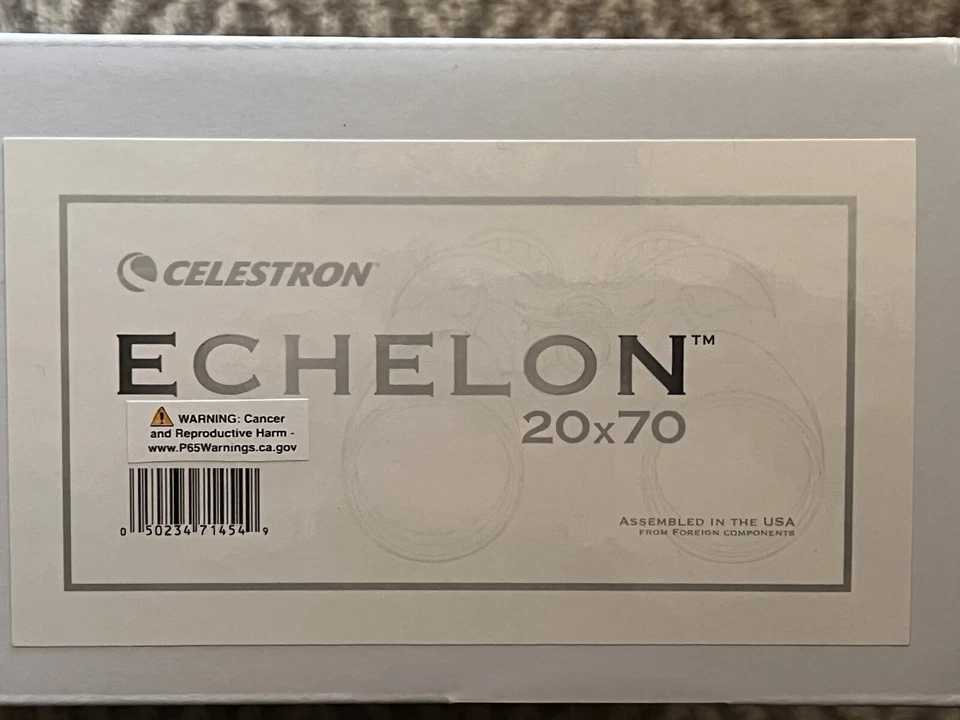 CELESTRON
ECHELON™
20x70
⚠ WARNING: Cancer
and Reproductive Harm -
www.P65Warnings.ca.gov
0 50234 71454 9
ASSEMBLED IN THE USA
FROM FOREIGN COMPONENTS